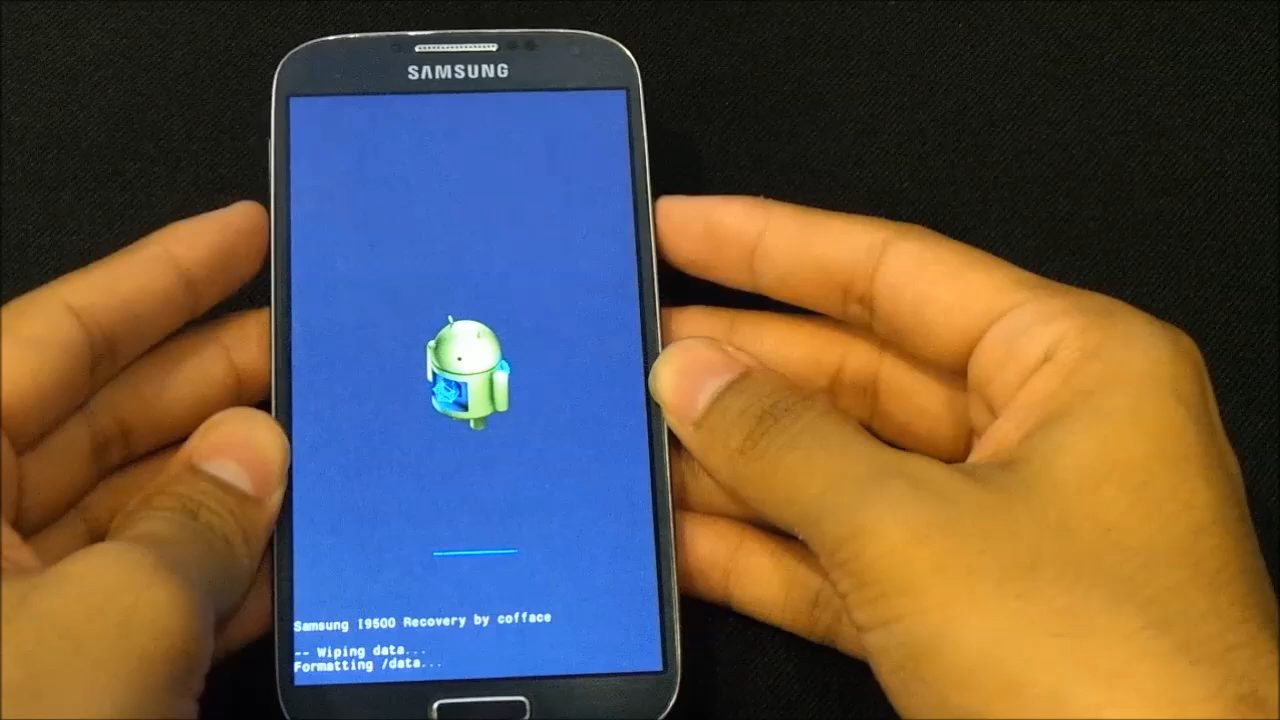 SAMSUNG
Samsung I9500 Recovery by cofface
-- Wiping data...
Formatting /data...